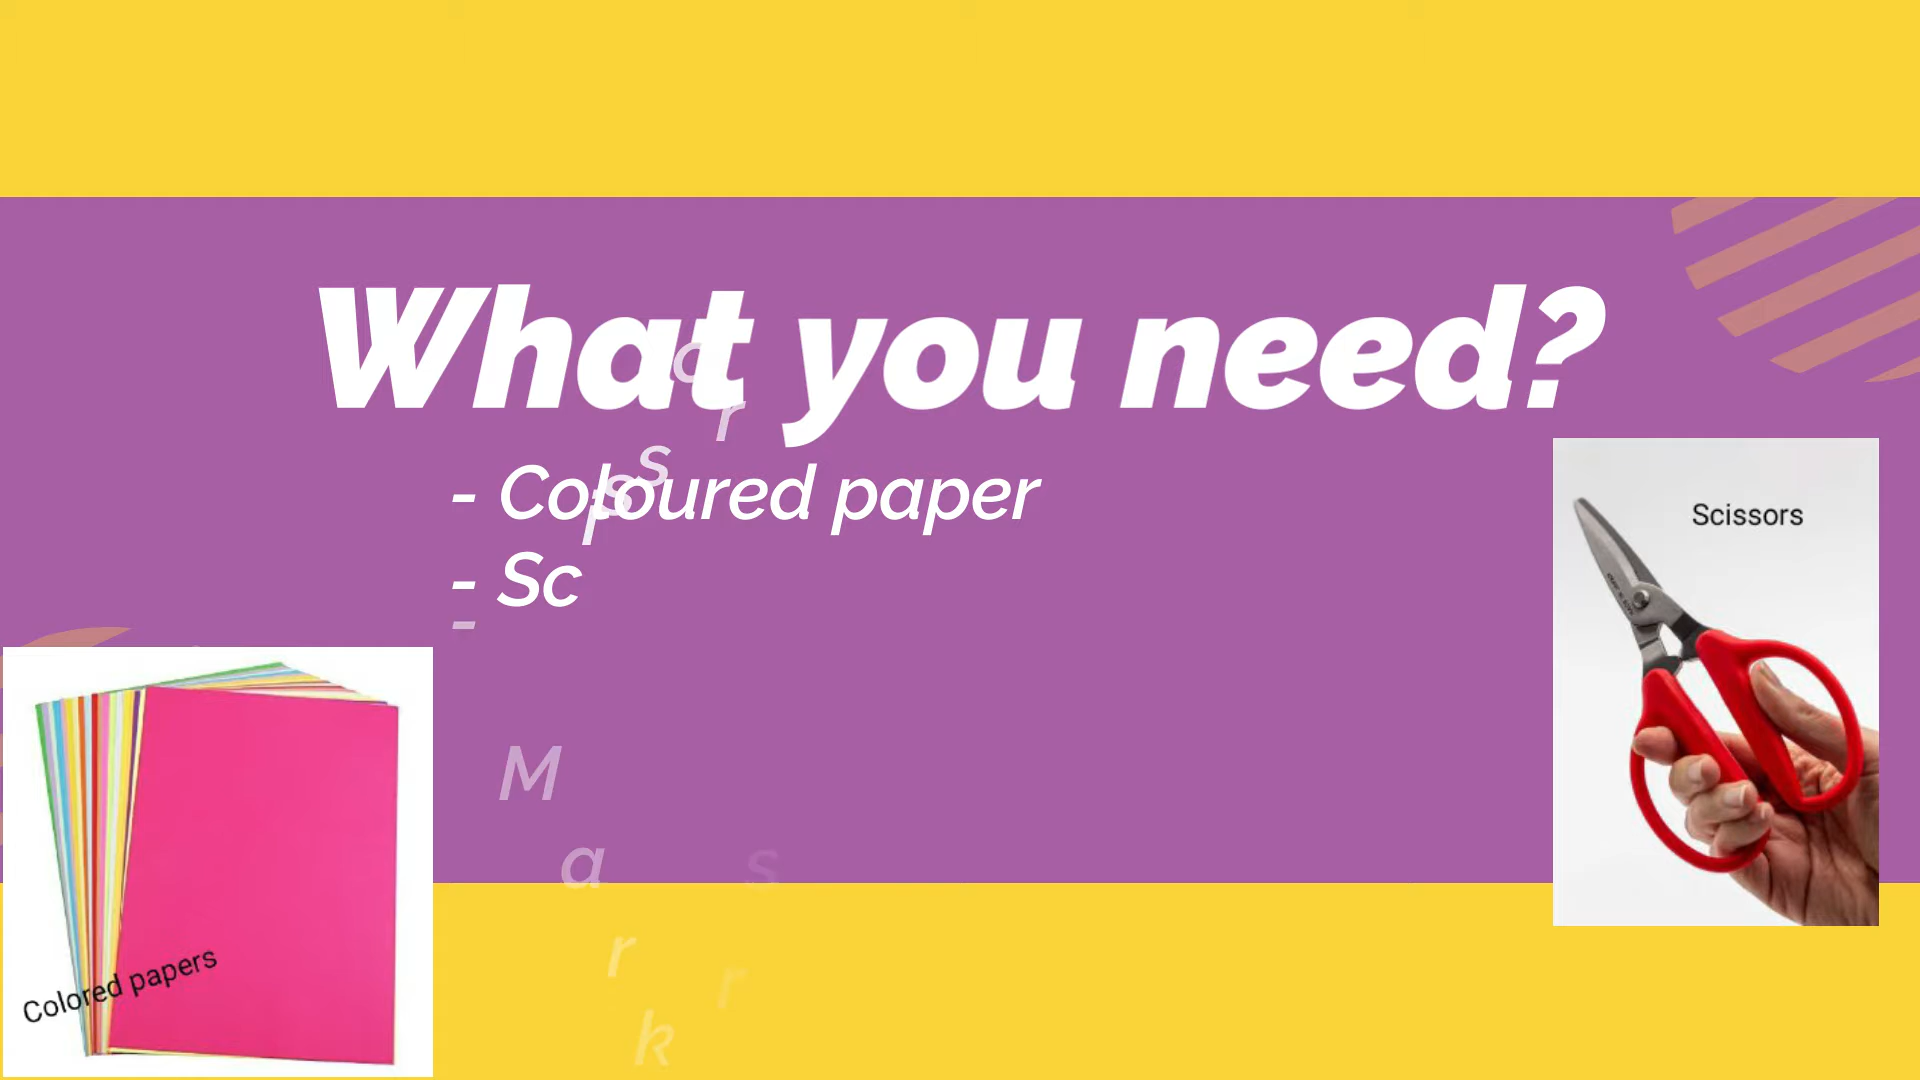 What you need?
- Coloured paper
- Sc
-
Scissors
Colored papers